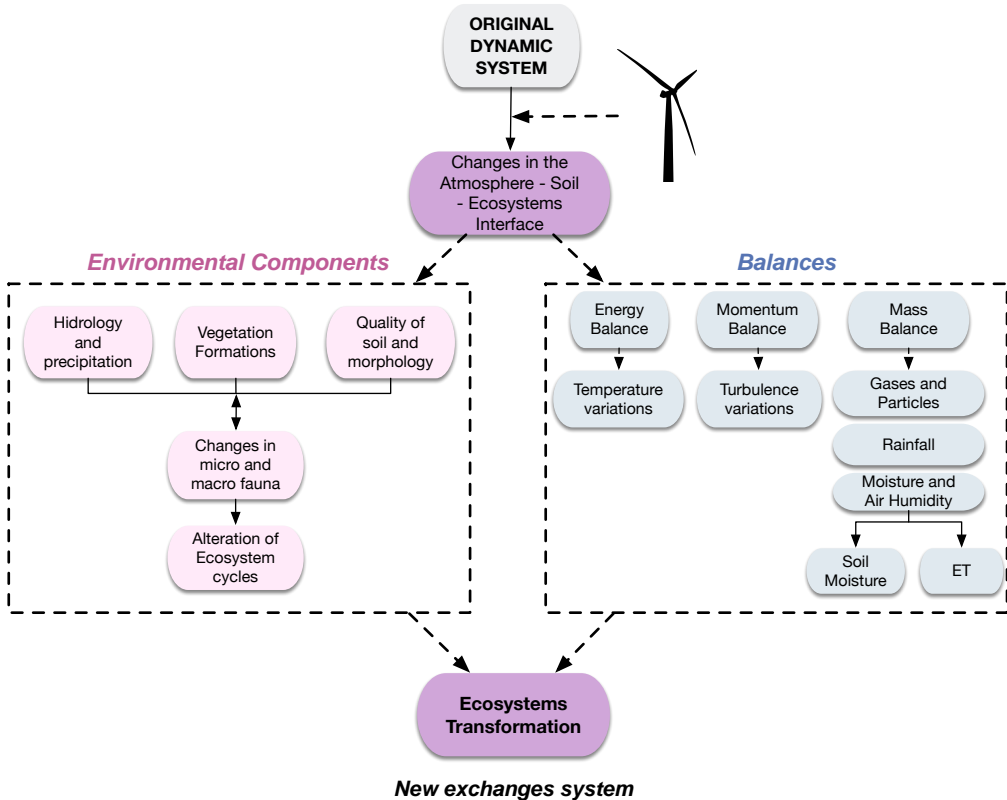 ORIGINAL
DYNAMIC
SYSTEM
Changes in the
Atmosphere - Soil
- Ecosystems
Interface
Environmental Components
Hidrology
and
precipitation
Vegetation
Formations
Quality of
soil and
morphology
Changes in
micro and
macro fauna
Alteration of
Ecosystem
cycles
Balances
Energy
Balance
Momentum
Balance
Mass
Balance
Temperature
variations
Turbulence
variations
Gases and
Particles
Rainfall
Moisture and
Air Humidity
Soil
Moisture
ET
Ecosystems
Transformation
New exchanges system